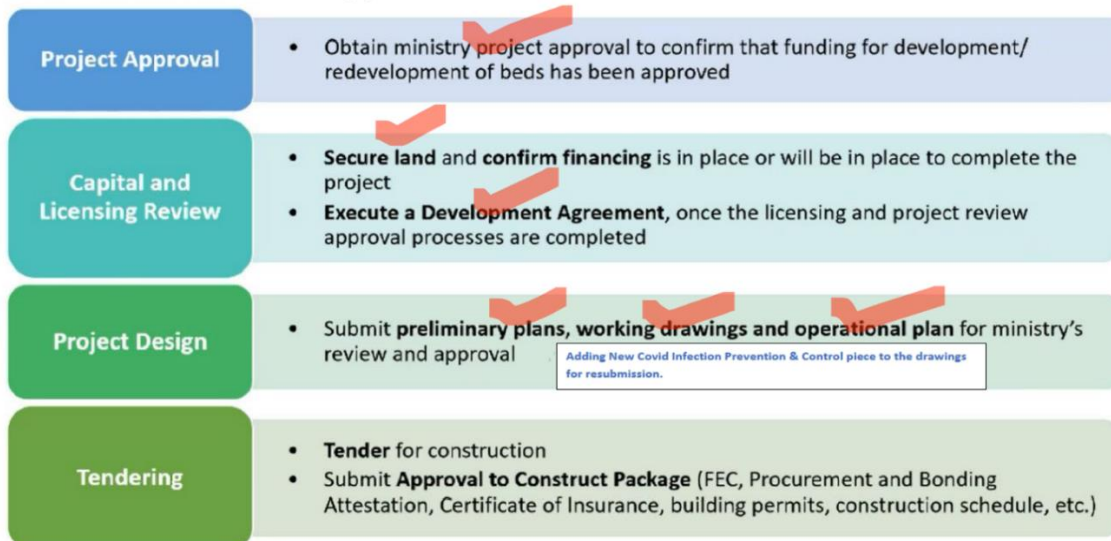 Project Approval
• Obtain ministry project approval to confirm that funding for development/
redevelopment of beds has been approved
Capital and
Licensing Review
• Secure land and confirm financing is in place or will be in place to complete the
project
• Execute a Development Agreement, once the licensing and project review
approval processes are completed
Project Design
• Submit preliminary plans, working drawings and operational plan for ministry's
review and approval
Adding New Covid Infection Prevention & Control piece to the drawings
for resubmission.
Tendering
• Tender for construction
• Submit Approval to Construct Package (FEC, Procurement and Bonding
Attestation, Certificate of Insurance, building permits, construction schedule, etc.)